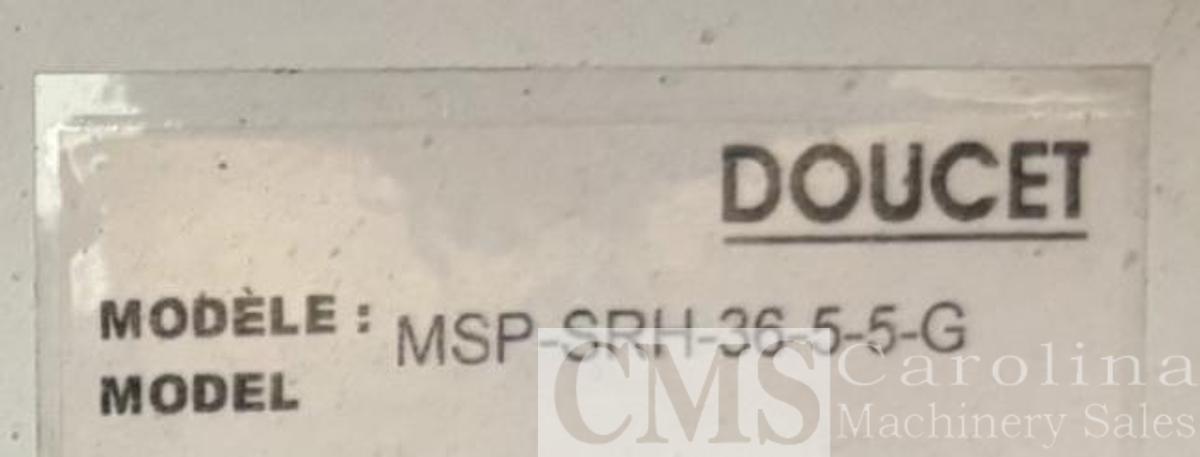 DOUCET
MODÈLE : MSP-SRH-36-5-5-G
MODEL
CMS Carolina
Machinery Sales